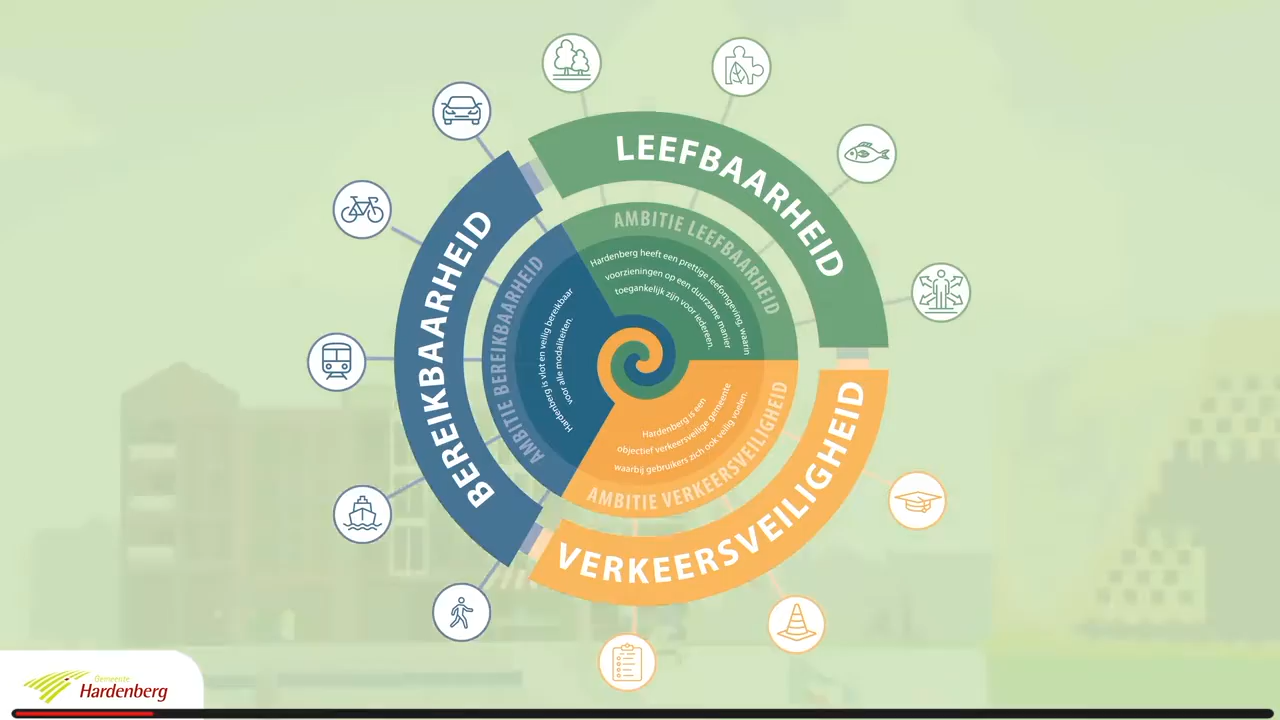 LEEFBAARHEID
AMBITIE LEEFBAARHEID
Hardenberg heeft een prettige leefomgeving, waarin
voorzieningen op een duurzame manier
toegankelijk zijn voor iedereen.
BEREIKBAARHEID
AMBITIE BEREIKBAARHEID
Hardenberg is vlot en veilig bereikbaar
voor alle modaliteiten.
Hardenberg is een
objectief verkeersveilige gemeente
waarbij gebruikers zich ook veilig voelen.
AMBITIE VERKEERSVEILIGHEID
VERKEERSVEILIGHEID
Gemeente
Hardenberg